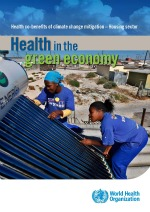 Health co-benefits of climate change mitigation - Housing sector
Health in the
green economy
World Health
Organization